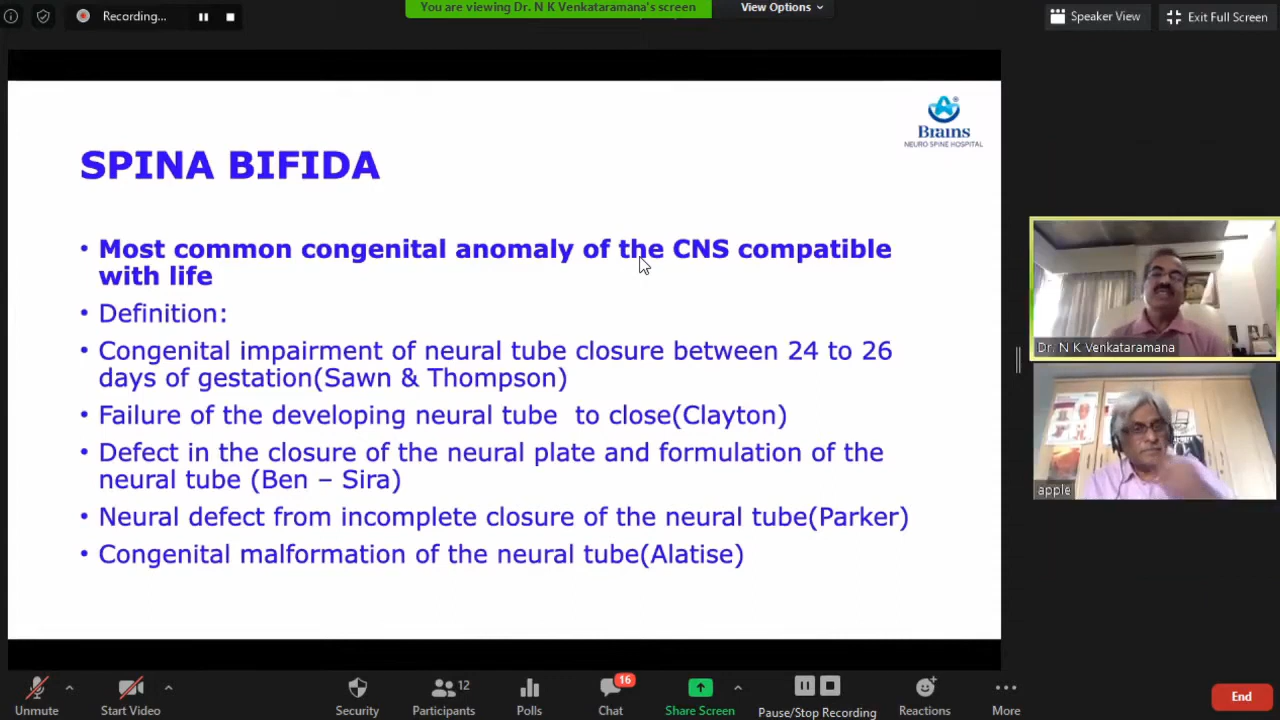 Recording...
You are viewing Dr. N K Venkataramana's screen
View Options
Speaker View
Exit Full Screen
Brains
NEURO SPINE HOSPITAL
SPINA BIFIDA
• Most common congenital anomaly of the CNS compatible
with life
• Definition:
• Congenital impairment of neural tube closure between 24 to 26
days of gestation(Sawn & Thompson)
• Failure of the developing neural tube to close(Clayton)
• Defect in the closure of the neural plate and formulation of the
neural tube (Ben – Sira)
• Neural defect from incomplete closure of the neural tube(Parker)
• Congenital malformation of the neural tube(Alatise)
Dr. N K Venkataramana
apple
Unmute
Start Video
Security
12
Participants
Polls
16
Chat
Share Screen
Pause/Stop Recording
Reactions
More
End